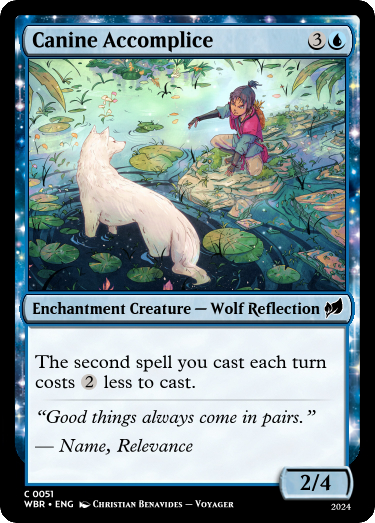 Canine Accomplice 3
Enchantment Creature — Wolf Reflection
The second spell you cast each turn
costs 2 less to cast.
“Good things always come in pairs.”
— Name, Relevance
2/4
C 0051
WBR • ENG Christian Benavides — Voyager
2024